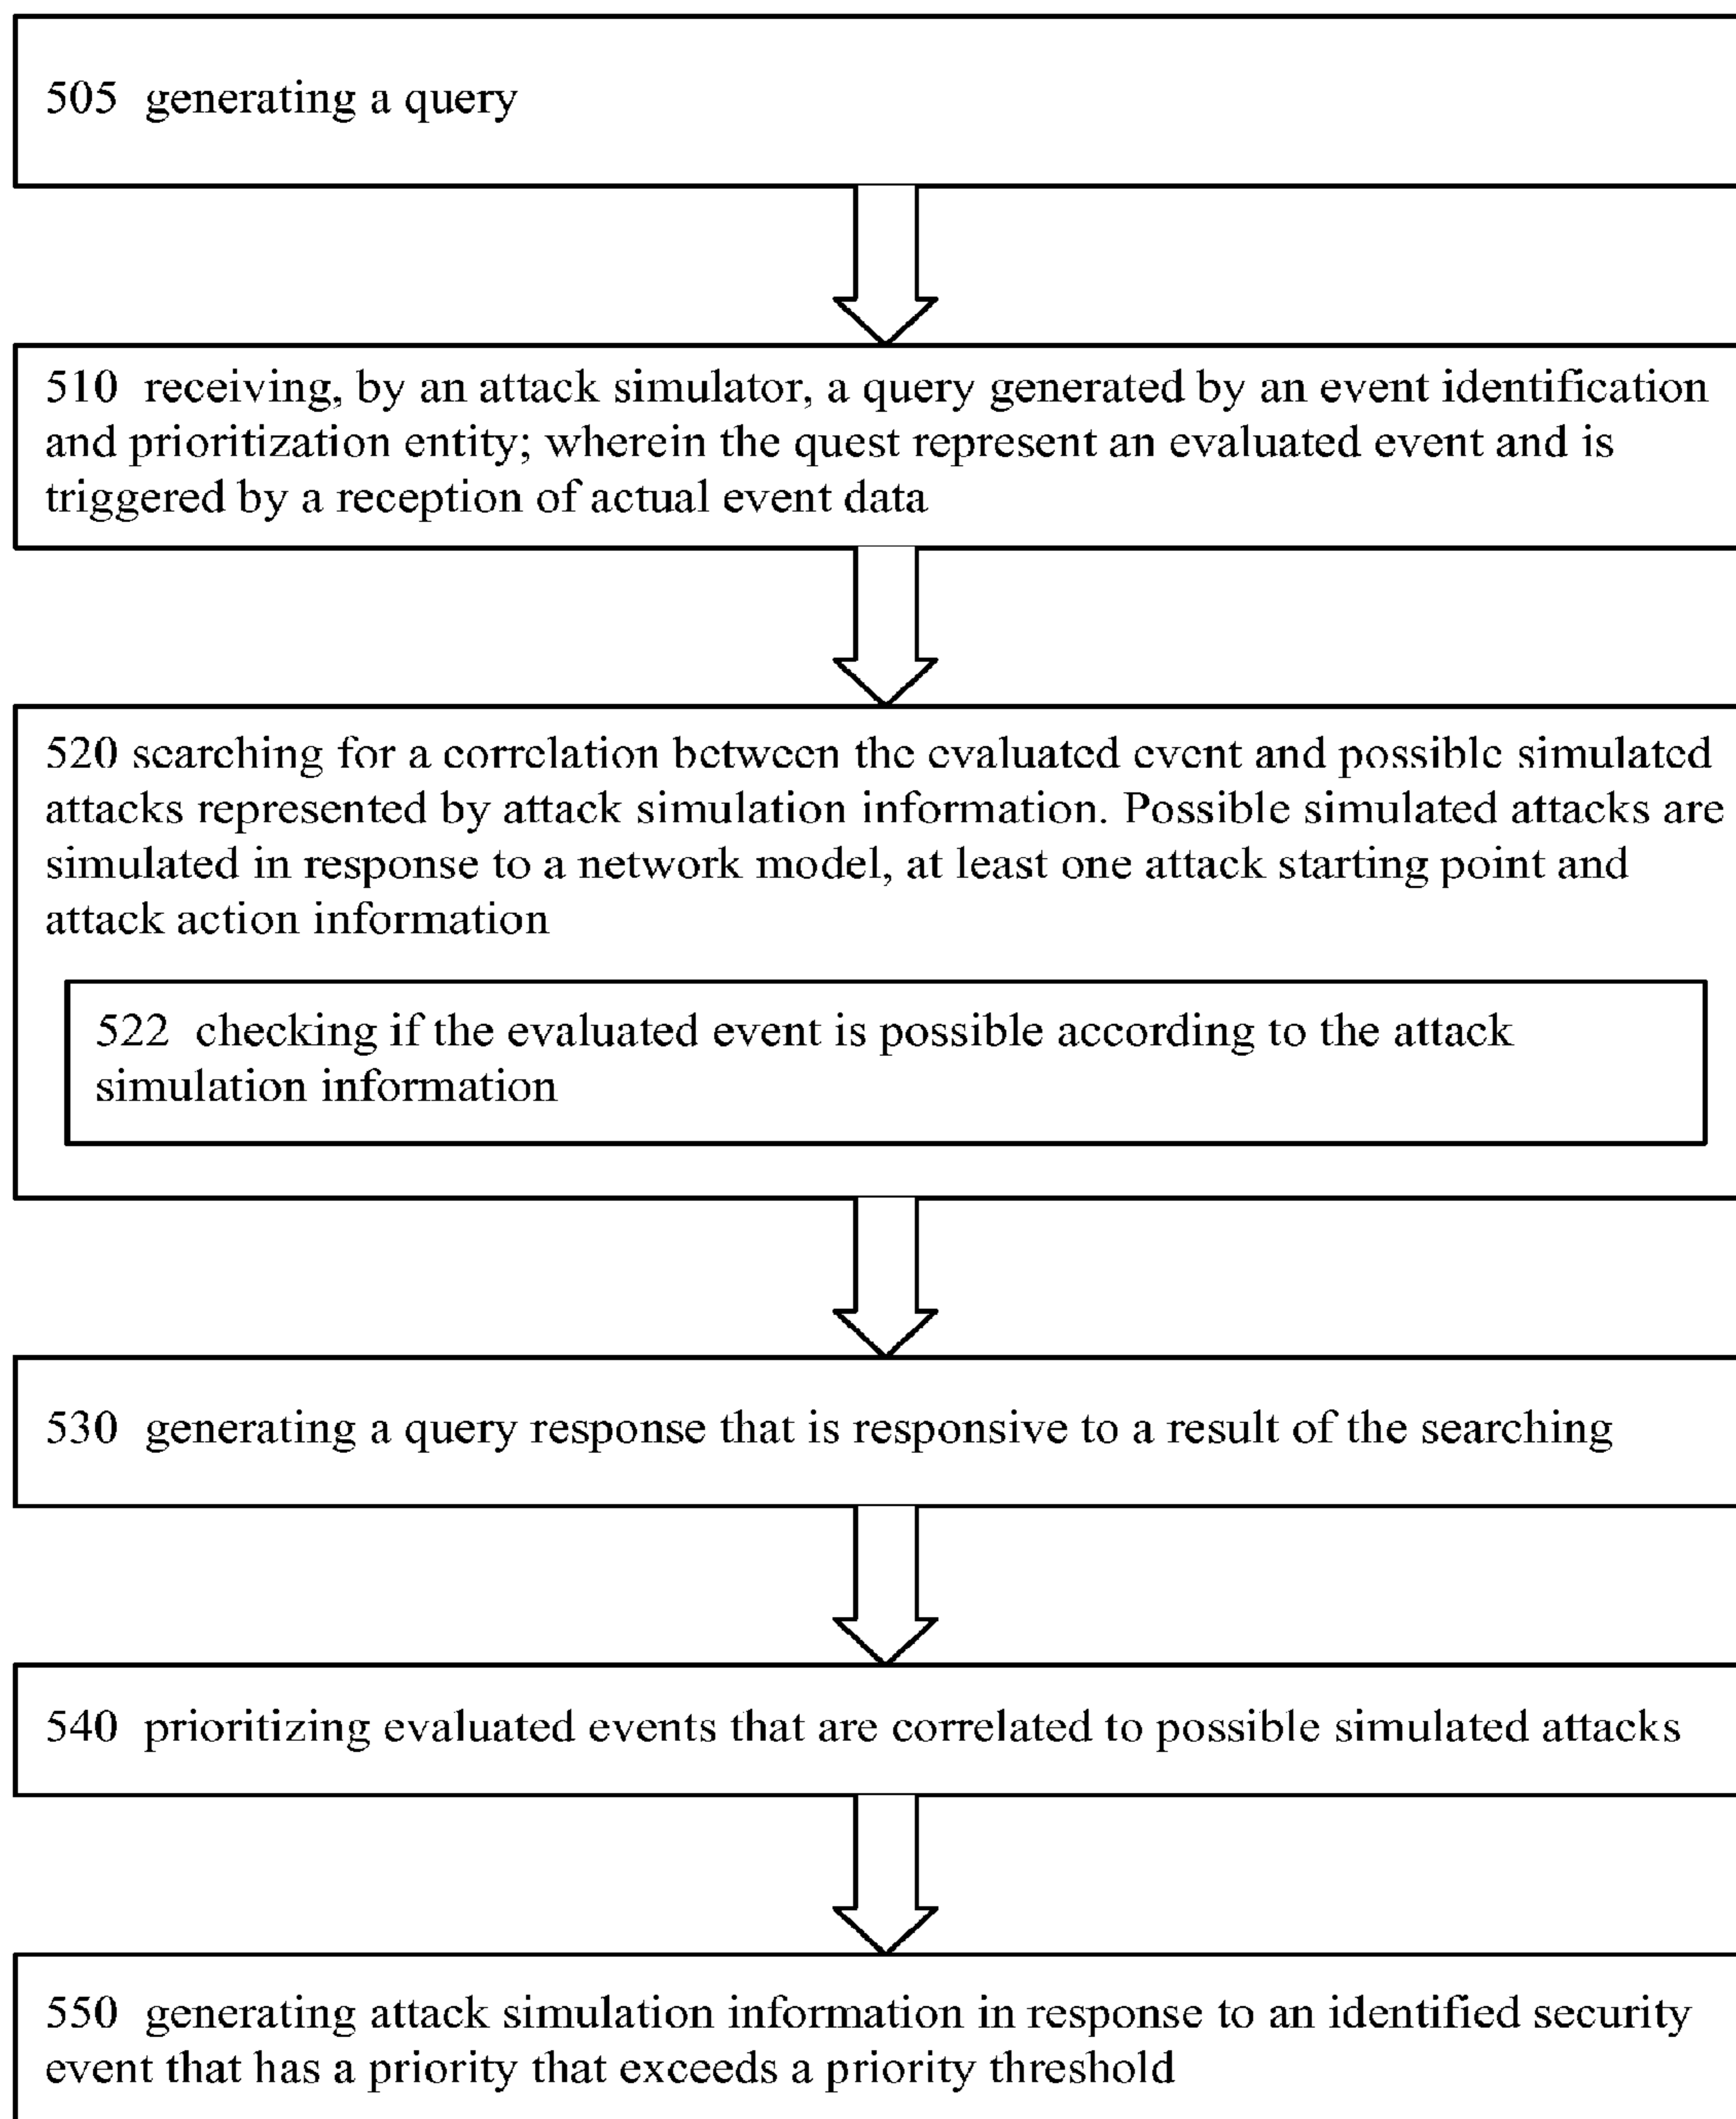 505 generating a query
510 receiving, by an attack simulator, a query generated by an event identification
and prioritization entity; wherein the quest represent an evaluated event and is
triggered by a reception of actual event data
520 searching for a correlation between the evaluated event and possible simulated
attacks represented by attack simulation information. Possible simulated attacks are
simulated in response to a network model, at least one attack starting point and
attack action information
522 checking if the evaluated event is possible according to the attack
simulation information
530 generating a query response that is responsive to a result of the searching
540 prioritizing evaluated events that are correlated to possible simulated attacks
550 generating attack simulation information in response to an identified security
event that has a priority that exceeds a priority threshold